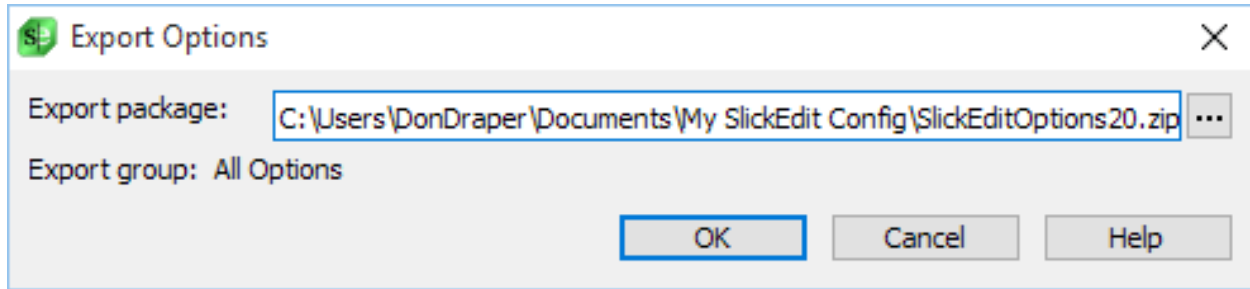 Se Export Options
Export package: C:\Users\DonDraper\Documents\My SlickEdit Config\SlickEditOptions20.zip ...
Export group: All Options
OK Cancel Help